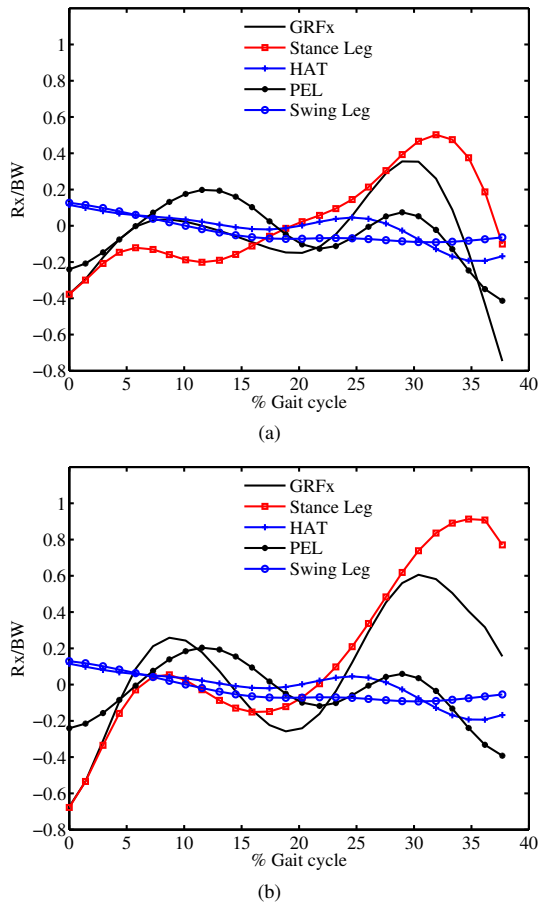 1
0.8
0.6
0.4
0.2
0
−0.2
−0.4
−0.6
−0.8
Rx/BW
GRFx
Stance Leg
HAT
PEL
Swing Leg
0 5 10 15 20 25 30 35 40
% Gait cycle
(a)
1
0.8
0.6
0.4
0.2
0
−0.2
−0.4
−0.6
−0.8
Rx/BW
GRFx
Stance Leg
HAT
PEL
Swing Leg
0 5 10 15 20 25 30 35 40
% Gait cycle
(b)